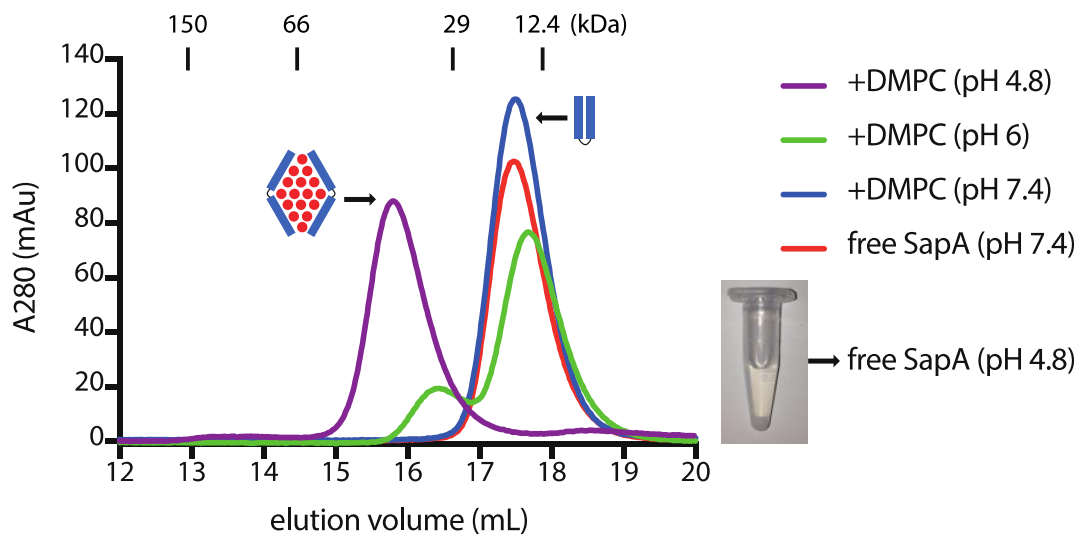 150 66 29 12.4 (kDa)
140
120
100
80
60
40
20
0
A280 (mAu)
12 13 14 15 16 17 18 19 20
elution volume (mL)
+DMPC (pH 4.8)
+DMPC (pH 6)
+DMPC (pH 7.4)
free SapA (pH 7.4)
free SapA (pH 4.8)